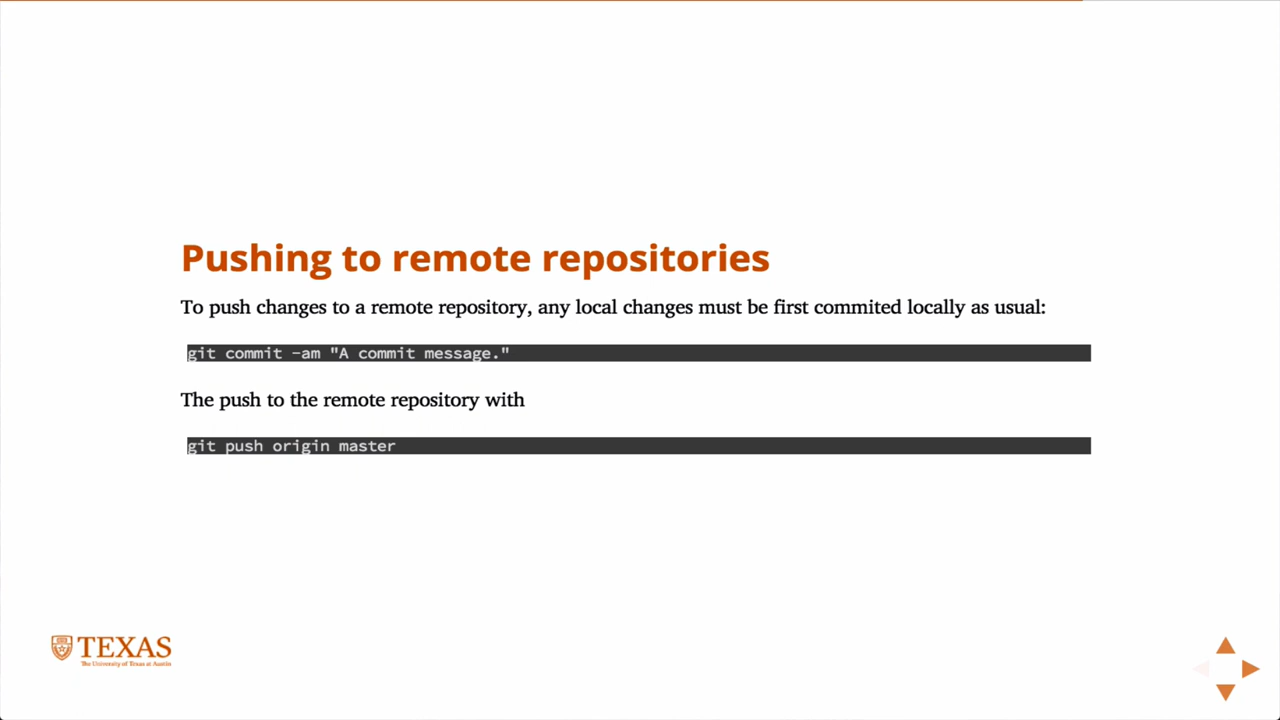 Pushing to remote repositories
To push changes to a remote repository, any local changes must be first commited locally as usual:
git commit -am "A commit message."
The push to the remote repository with
git push origin master
TEXAS
The University of Texas at Austin